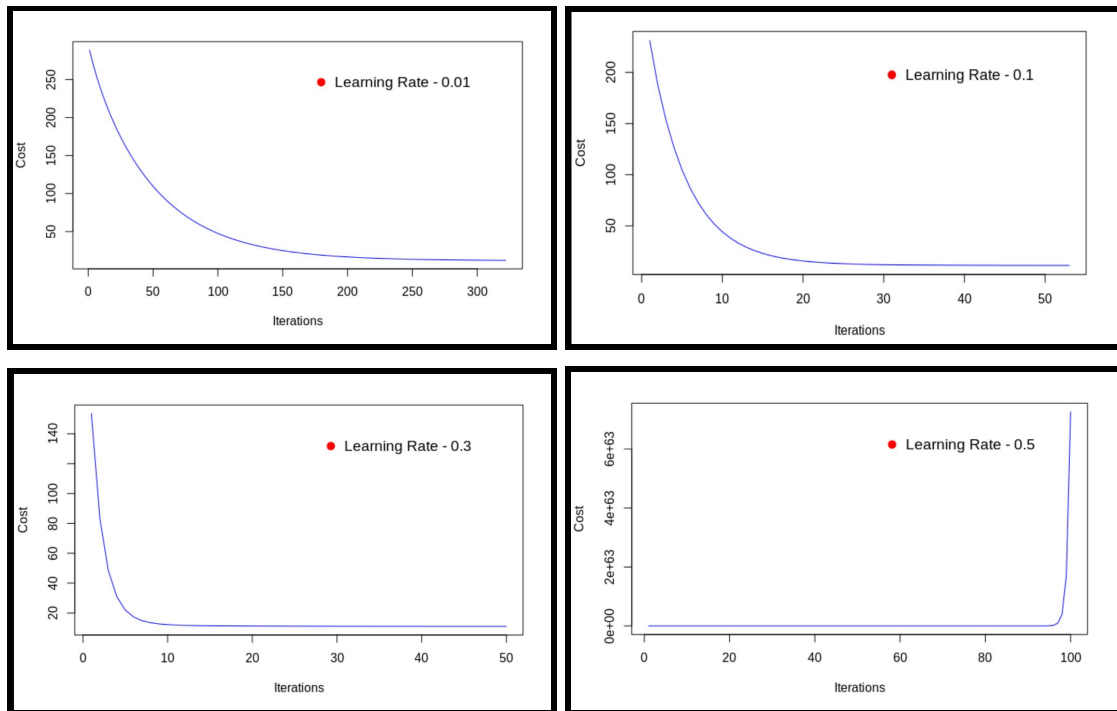 Learning Rate - 0.01
Cost
50
100
150
200
250
0 50 100 150 200 250 300
Iterations
Learning Rate - 0.1
Cost
50
100
150
200
0 10 20 30 40 50
Iterations
Learning Rate - 0.3
Cost
20
40
60
80
100
140
0 10 20 30 40 50
Iterations
Learning Rate - 0.5
Cost
0e+00
2e+63
4e+63
6e+63
0 20 40 60 80 100
Iterations